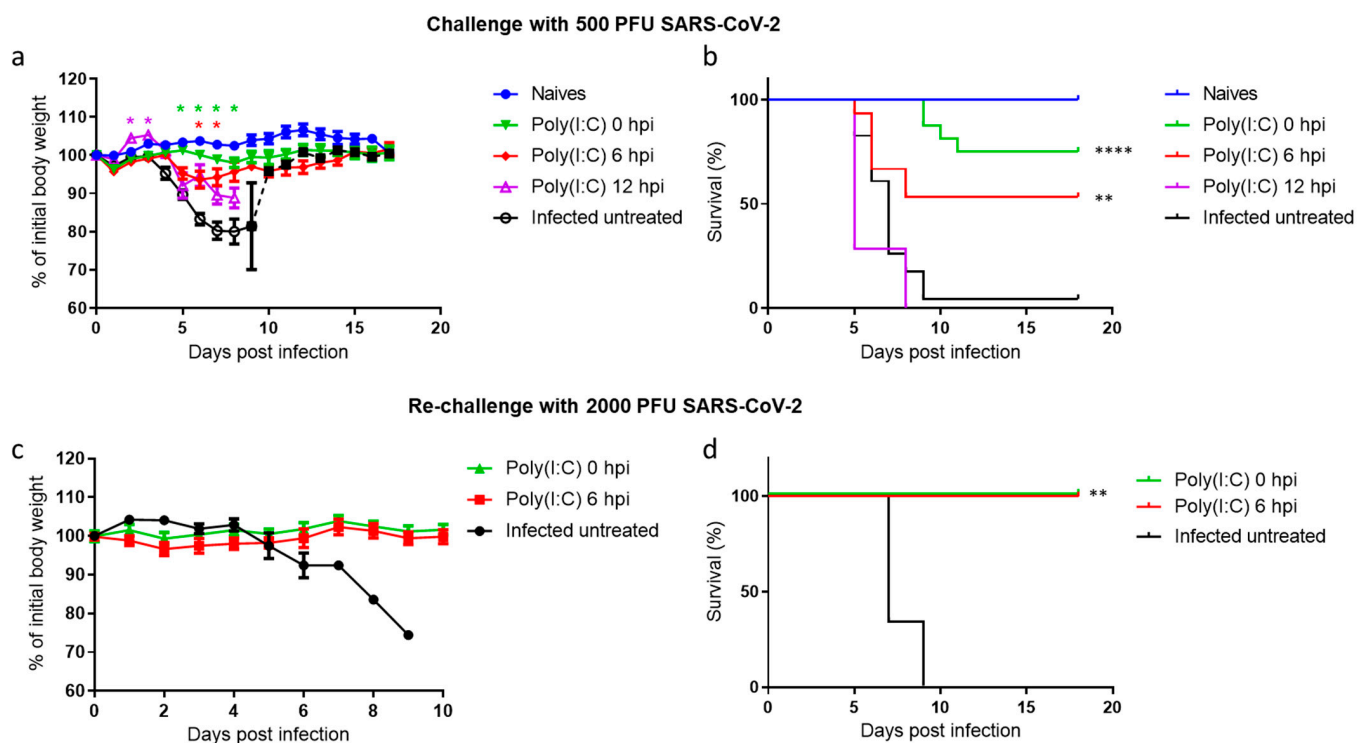 Challenge with 500 PFU SARS-CoV-2
a
% of initial body weight
120
110
100
90
80
70
60
* * * *
* *
* *
0 5 10 15 20
Days post infection
Naives
Poly(I:C) 0 hpi
Poly(I:C) 6 hpi
Poly(I:C) 12 hpi
Infected untreated
b
Survival (%)
100
50
0
0 5 10 15 20
Days post infection
****
**
Naives
Poly(I:C) 0 hpi
Poly(I:C) 6 hpi
Poly(I:C) 12 hpi
Infected untreated
Re-challenge with 2000 PFU SARS-CoV-2
c
% of initial body weight
120
110
100
90
80
70
60
0 2 4 6 8 10
Days post infection
Poly(I:C) 0 hpi
Poly(I:C) 6 hpi
Infected untreated
d
Survival (%)
100
50
0
0 5 10 15 20
Days post infection
**
Poly(I:C) 0 hpi
Poly(I:C) 6 hpi
Infected untreated